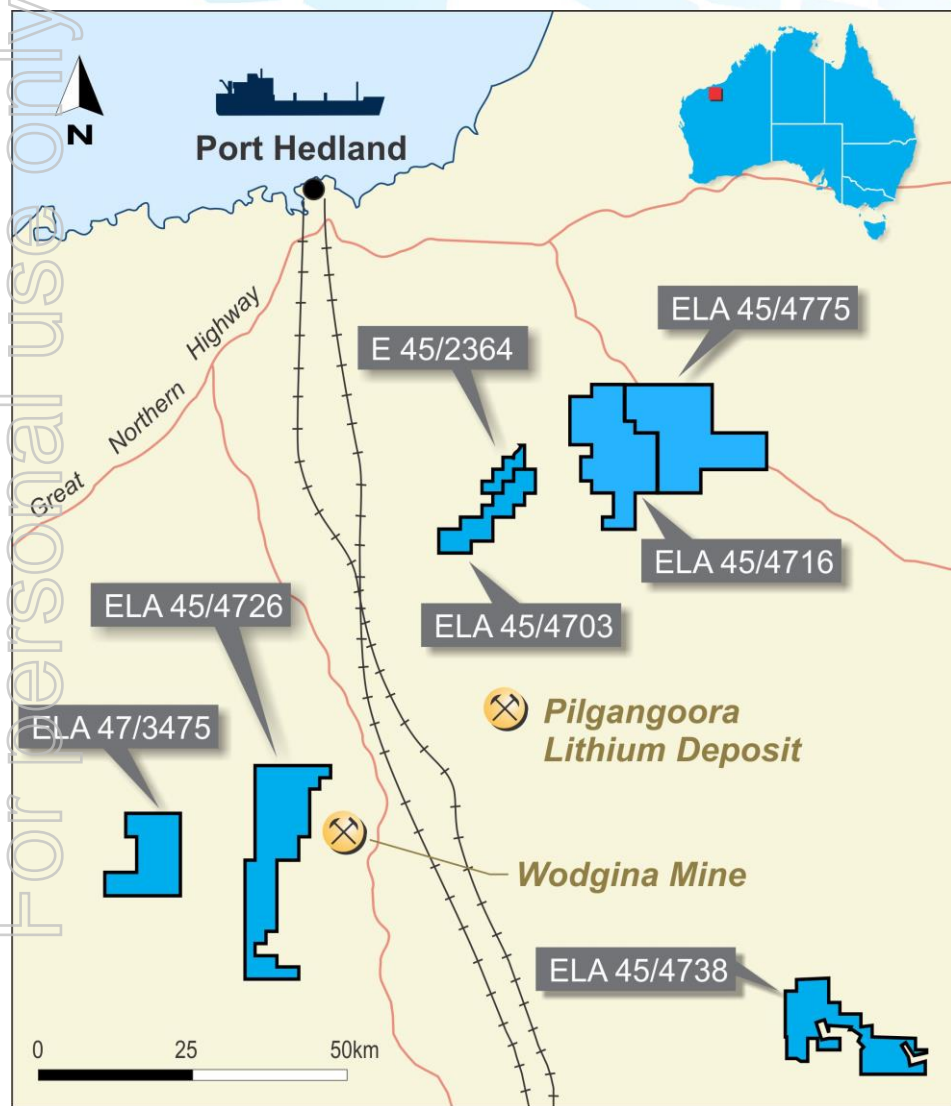 For personal use only
N
Port Hedland
Great Northern Highway
ELA 45/4775
E 45/2364
ELA 45/4716
ELA 45/4703
ELA 45/4726
ELA 47/3475
Pilgangoora
Lithium Deposit
Wodgina Mine
ELA 45/4738
0 25 50km